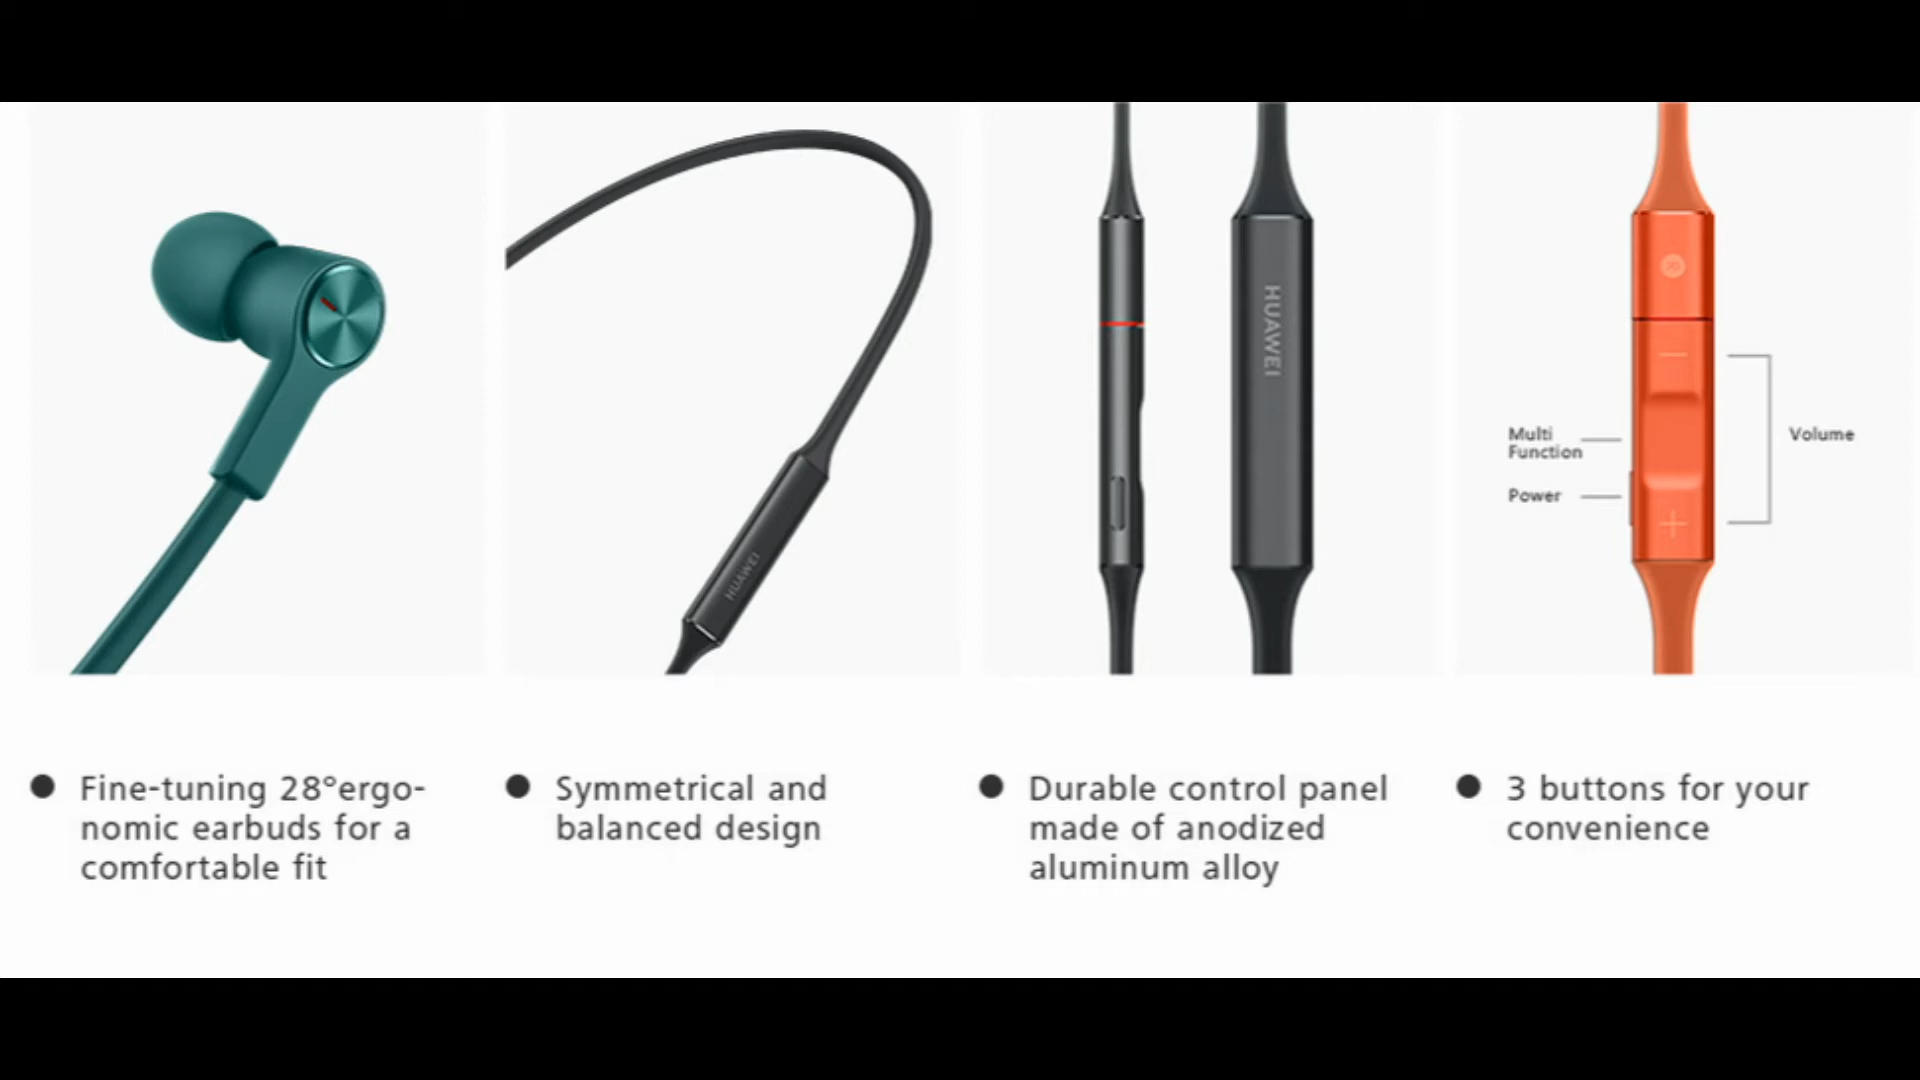 HUAWEI
HUAWEI
Multi
Function
Power
Volume
Fine-tuning 28°ergo-
nomic earbuds for a
comfortable fit
Symmetrical and
balanced design
Durable control panel
made of anodized
aluminum alloy
3 buttons for your
convenience